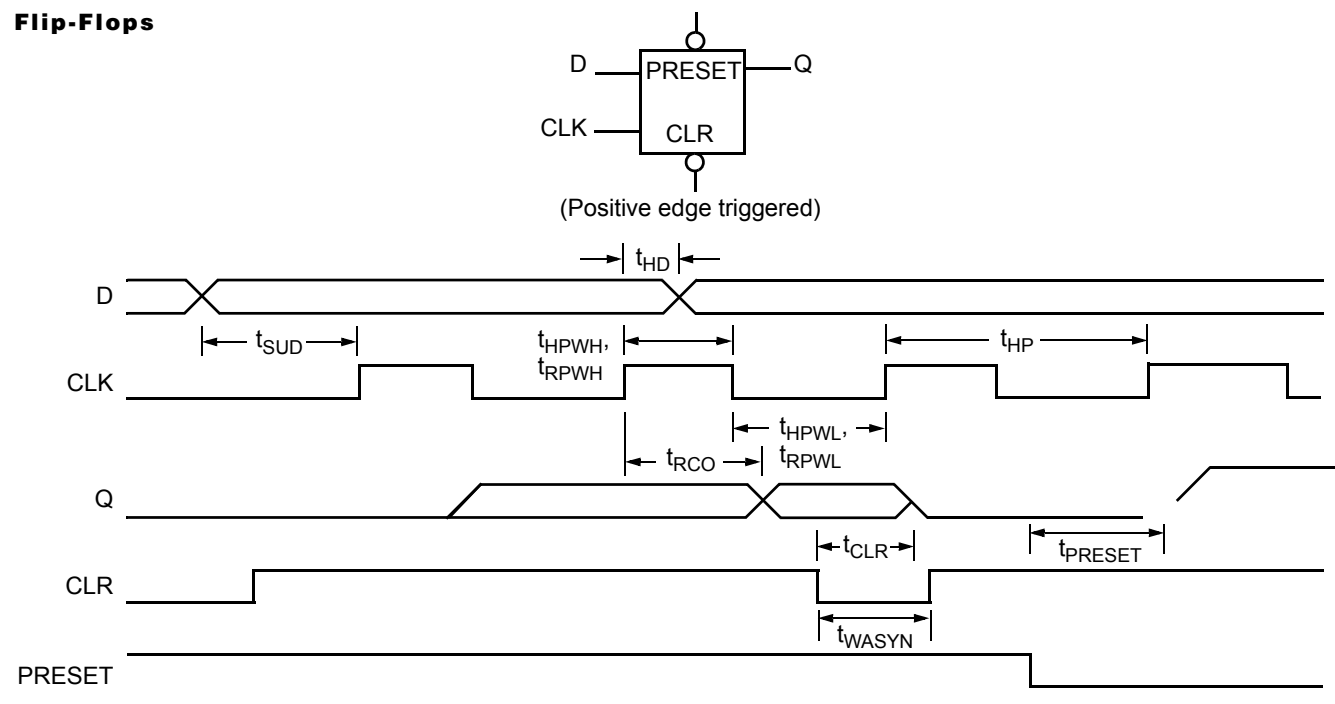 Flip-Flops
D
PRESET
Q
CLK
CLR
(Positive edge triggered)
tHD
D
tSUD
tHPWH,
tRPWH
tHP
CLK
tHPWL,
tRPWL
tRCO
Q
tCLR
tPRESET
CLR
tWASYN
PRESET